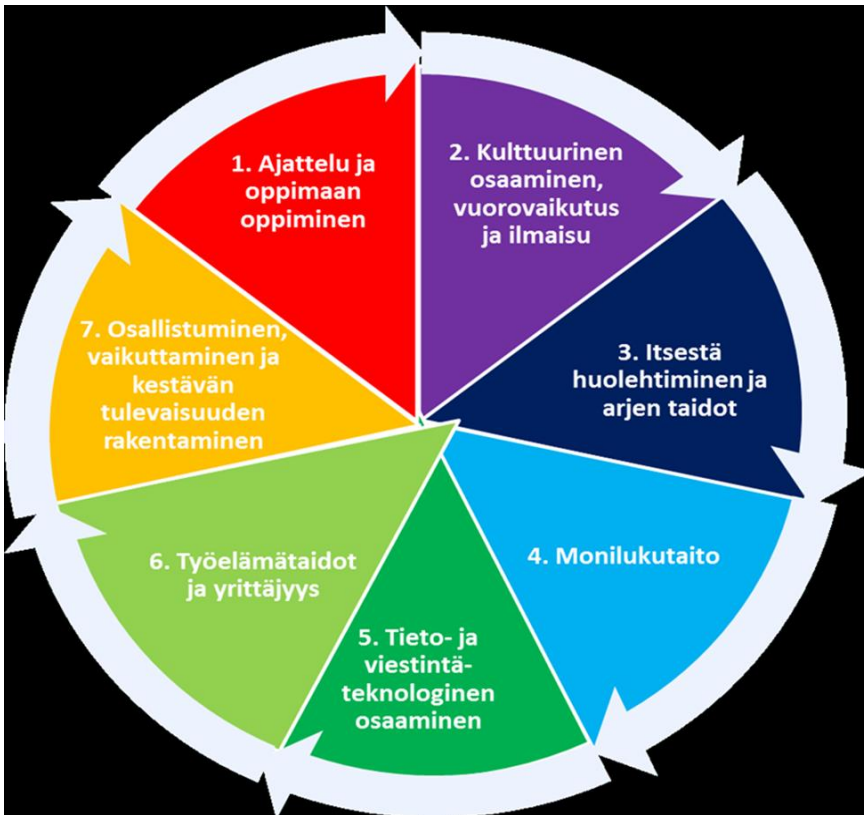 1. Ajattelu ja
oppimaan
oppiminen
2. Kulttuurinen
osaaminen,
vuorovaikutus
ja ilmaisu
3. Itsestä
huolehtiminen ja
arjen taidot
4. Monilukutaito
5. Tieto- ja
viestintä-
teknologinen
osaaminen
6. Työelämätaidot
ja yrittäjyys
7. Osallistuminen,
vaikuttaminen ja
kestävän
tulevaisuuden
rakentaminen